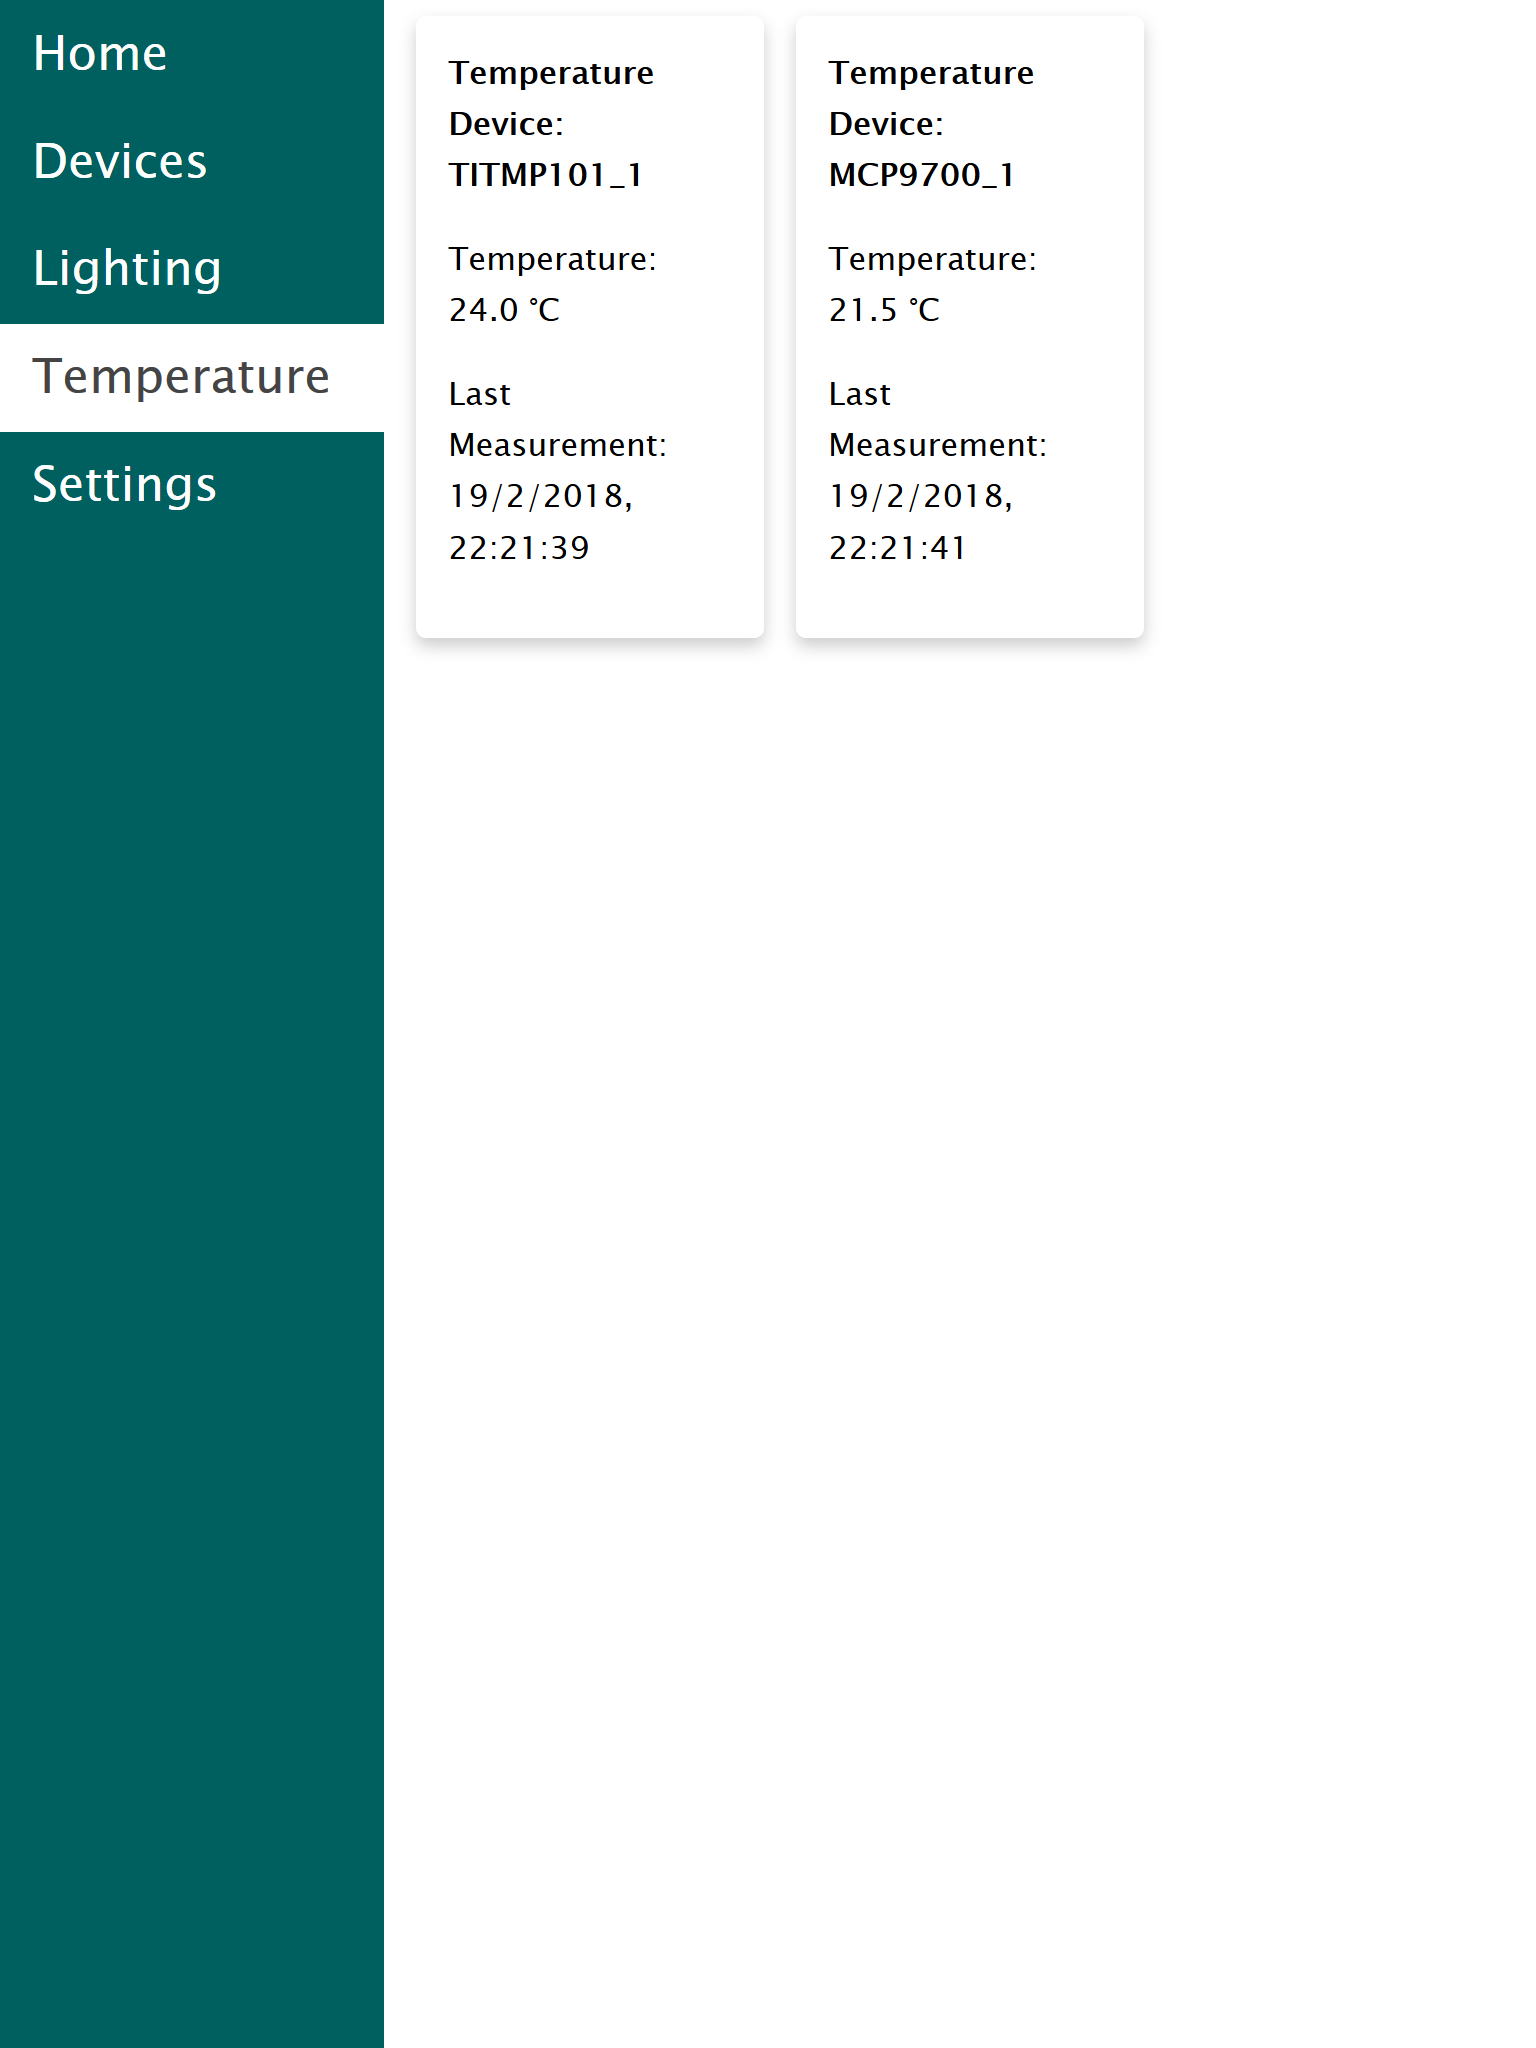 Home
Devices
Lighting
Temperature
Settings
Temperature
Device:
TITMP101_1
Temperature:
24.0 °C
Last
Measurement:
19/2/2018,
22:21:39
Temperature
Device:
MCP9700_1
Temperature:
21.5 °C
Last
Measurement:
19/2/2018,
22:21:41